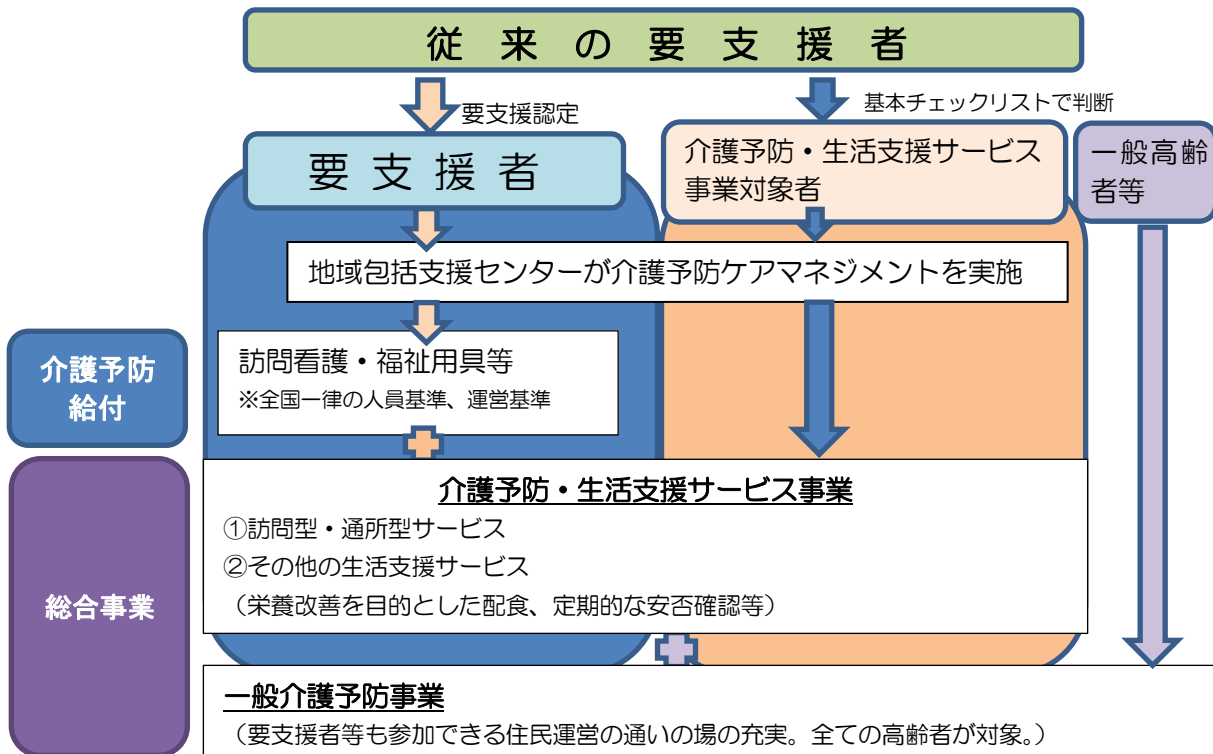 従来の要支援者
要支援認定
基本チェックリストで判断
要支援者
介護予防・生活支援サービス
事業対象者
一般高齢
者等
地域包括支援センターが介護予防ケアマネジメントを実施
介護予防
給付
訪問看護・福祉用具等
※全国一律の人員基準、運営基準
総合事業
介護予防・生活支援サービス事業
①訪問型・通所型サービス
②その他の生活支援サービス
（栄養改善を目的とした配食、定期的な安否確認等）
一般介護予防事業
（要支援者等も参加できる住民運営の通いの場の充実。全ての高齢者が対象。）